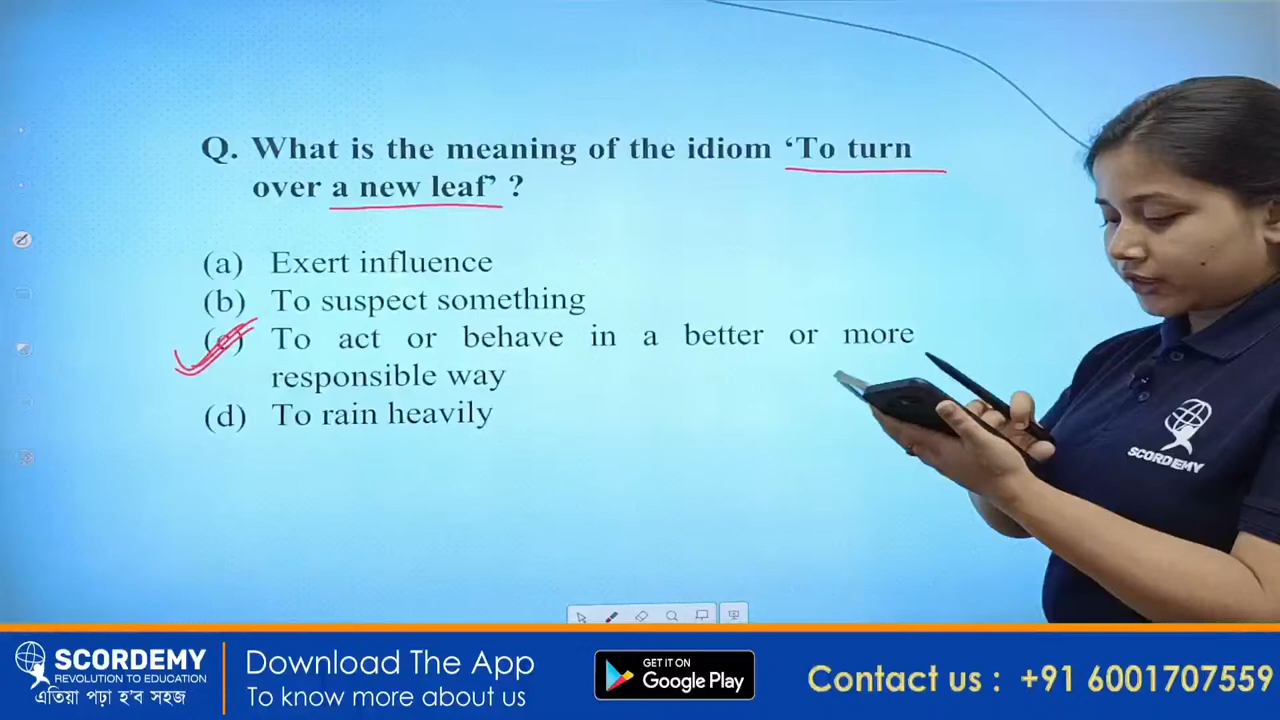 Q. What is the meaning of the idiom ‘To turn
over a new leaf’ ?
(a) Exert influence
(b) To suspect something
(c) To act or behave in a better or more
responsible way
(d) To rain heavily
SCORDEMY
SCORDEMY
REVOLUTION TO EDUCATION
এতিয়া পঢ়া হ'ব সহজ
Download The App
To know more about us
GET IT ON
Google Play
Contact us : +91 6001707559